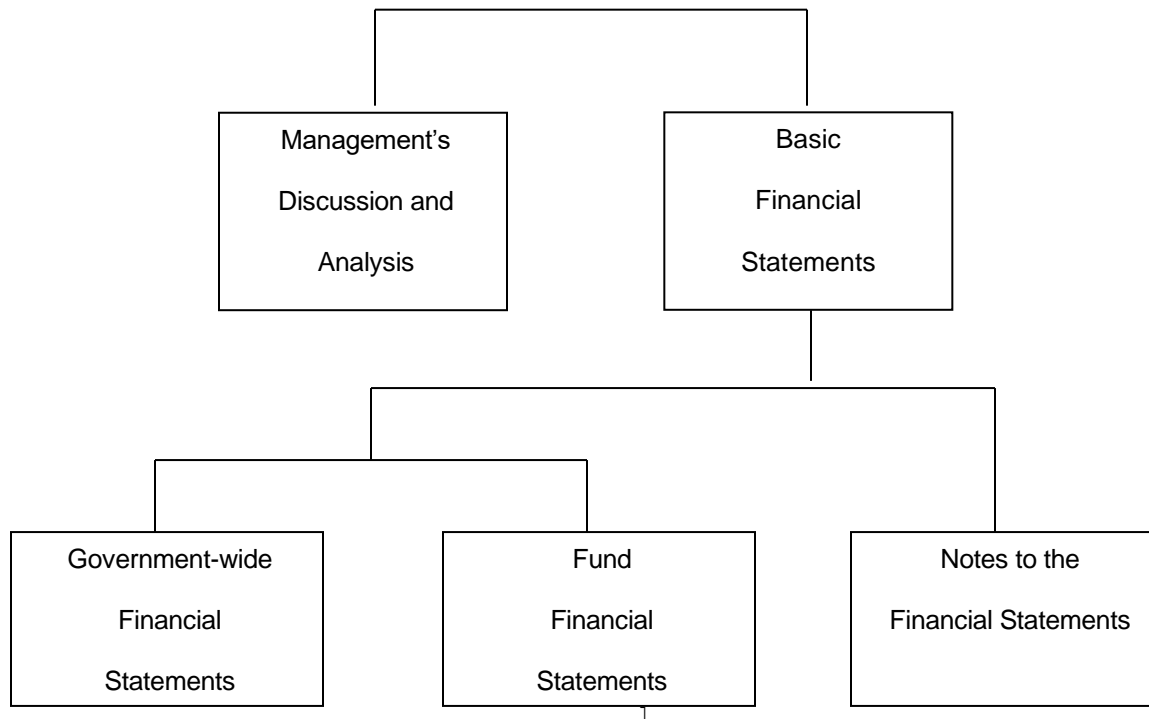 Management’s
Discussion and
Analysis
Basic
Financial
Statements
Government-wide
Financial
Statements
Fund
Financial
Statements
Notes to the
Financial Statements